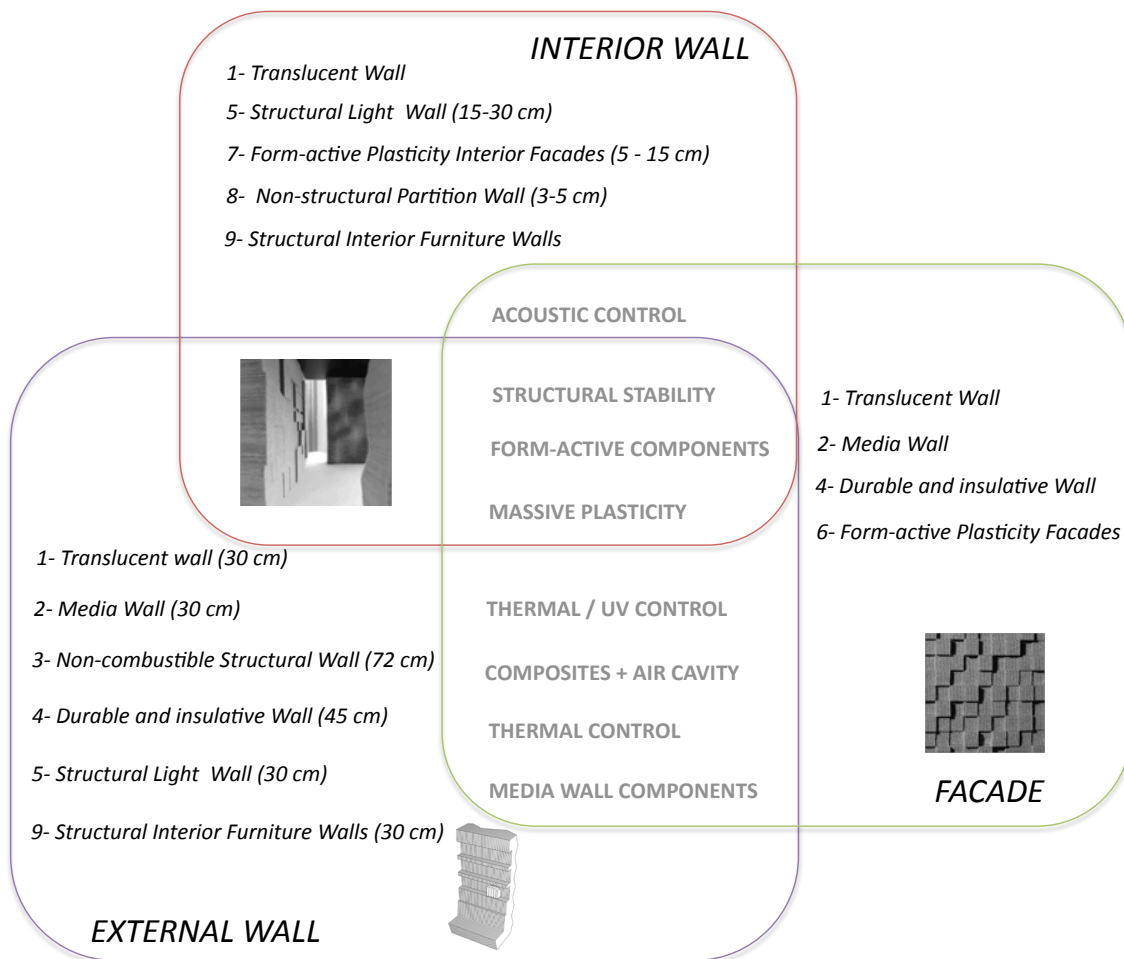 INTERIOR WALL
1- Translucent Wall
5- Structural Light Wall (15-30 cm)
7- Form-active Plasticity Interior Facades (5 - 15 cm)
8- Non-structural Partition Wall (3-5 cm)
9- Structural Interior Furniture Walls
ACOUSTIC CONTROL
STRUCTURAL STABILITY
FORM-ACTIVE COMPONENTS
MASSIVE PLASTICITY
THERMAL / UV CONTROL
COMPOSITES + AIR CAVITY
THERMAL CONTROL
MEDIA WALL COMPONENTS
1- Translucent Wall
2- Media Wall
4- Durable and insulative Wall
6- Form-active Plasticity Facades
FACADE
1- Translucent wall (30 cm)
2- Media Wall (30 cm)
3- Non-combustible Structural Wall (72 cm)
4- Durable and insulative Wall (45 cm)
5- Structural Light Wall (30 cm)
9- Structural Interior Furniture Walls (30 cm)
EXTERNAL WALL